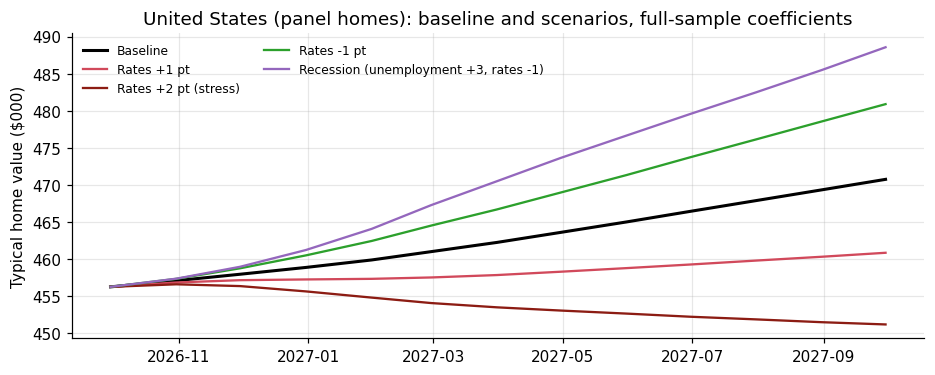 United States (panel homes): baseline and scenarios, full-sample coefficients
Typical home value ($000)
490
485
480
475
470
465
460
455
450
Baseline
Rates +1 pt
Rates +2 pt (stress)
Rates -1 pt
Recession (unemployment +3, rates -1)
2026-11
2027-01
2027-03
2027-05
2027-07
2027-09